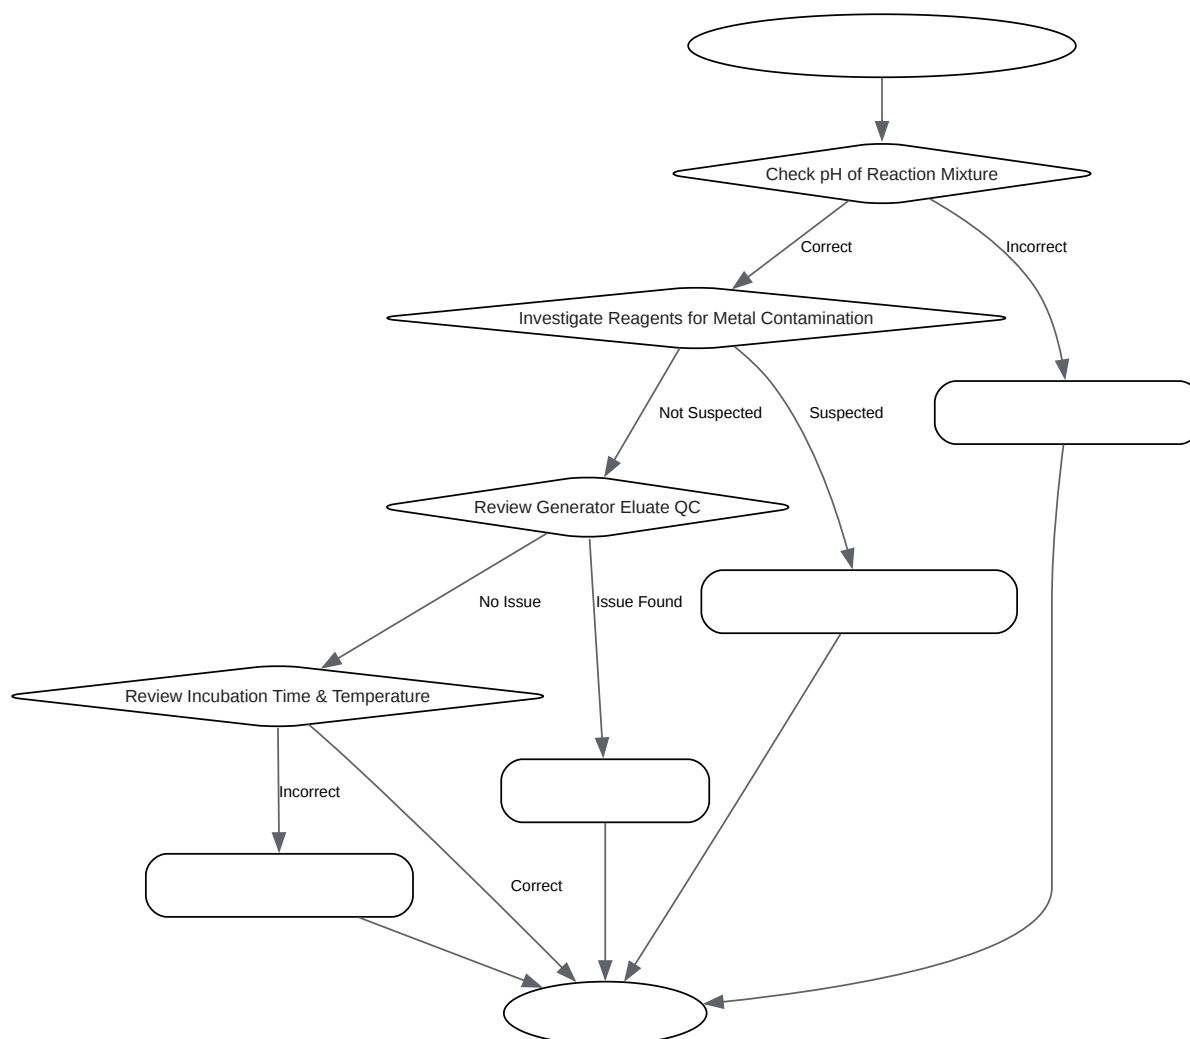 Check pH of Reaction Mixture
Correct
Incorrect
Investigate Reagents for Metal Contamination
Not Suspected
Suspected
Review Generator Eluate QC
No Issue
Issue Found
Review Incubation Time & Temperature
Incorrect
Correct